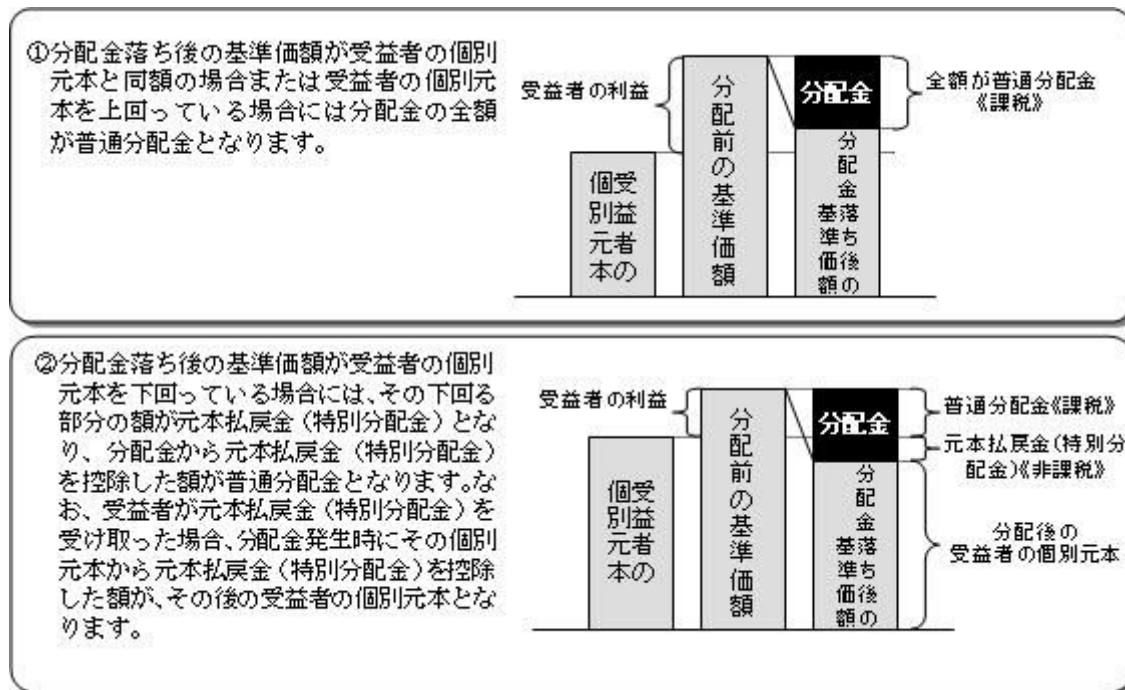 ①分配金落ち後の基準価額が受益者の個別
元本と同額の場合または受益者の個別元
本を上回っている場合には分配金の全額
が普通分配金となります。
受益者の利益
受益者の
個別元本
分配前の基準価額
分配金
分配金落ち後の
基準価額
全額が普通分配金
《課税》
②分配金落ち後の基準価額が受益者の個別
元本を下回っている場合には、その下回る
部分の額が元本払戻金(特別分配金)とな
り、分配金から元本払戻金(特別分配金)
を控除した額が普通分配金となります。な
お、受益者が元本払戻金(特別分配金)を
受け取った場合、分配金発生時にその個別
元本から元本払戻金(特別分配金)を控除
した額が、その後の受益者の個別元本とな
ります。
受益者の利益
受益者の
個別元本
分配前の基準価額
分配金
分配金落ち後の
基準価額
普通分配金《課税》
元本払戻金(特別分
配金)《非課税》
分配後の
受益者の個別元本